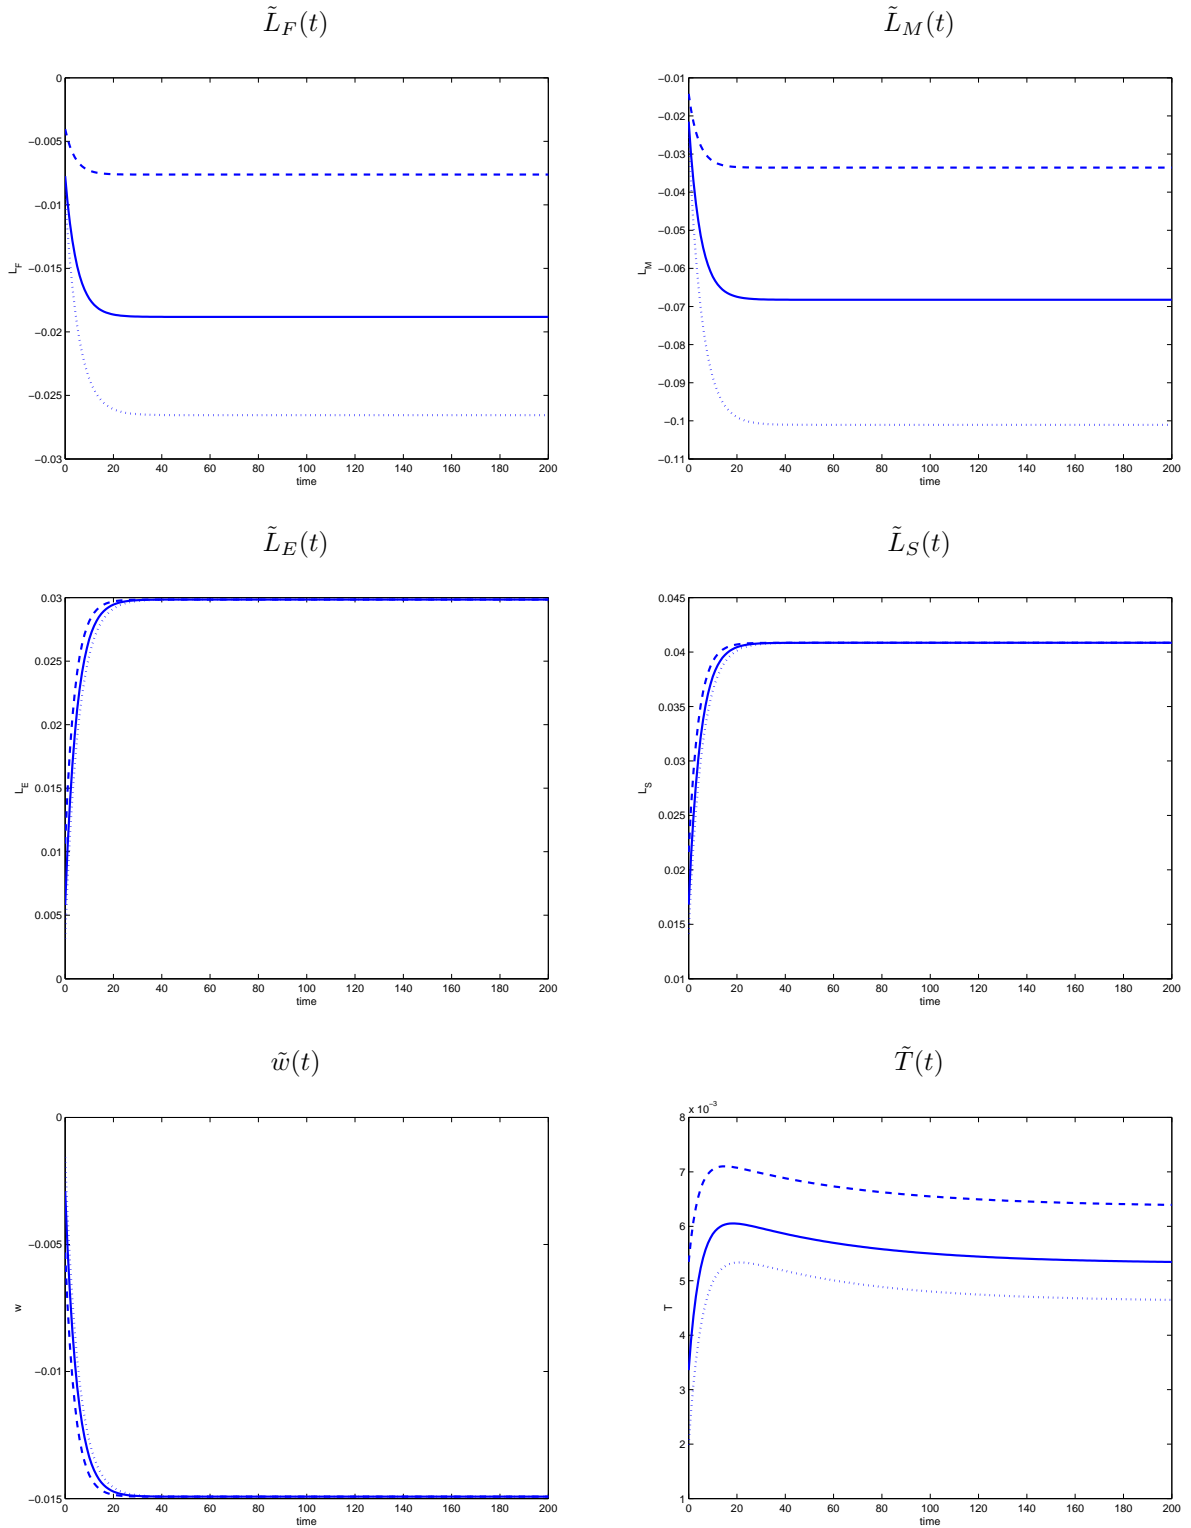 L̃_F(t)
L̃_M(t)
0
−0.005
−0.01
−0.015
−0.02
−0.025
−0.03
L_F
0 20 40 60 80 100 120 140 160 180 200
time
−0.01
−0.02
−0.03
−0.04
−0.05
−0.06
−0.07
−0.08
−0.09
−0.1
−0.11
L_M
0 20 40 60 80 100 120 140 160 180 200
time
L̃_E(t)
L̃_S(t)
0.03
0.025
0.02
0.015
0.01
0.005
0
L_E
0 20 40 60 80 100 120 140 160 180 200
time
0.045
0.04
0.035
0.03
0.025
0.02
0.015
0.01
L_S
0 20 40 60 80 100 120 140 160 180 200
time
w̃(t)
T̃(t)
0
−0.005
−0.01
−0.015
w
0 20 40 60 80 100 120 140 160 180 200
time
x 10⁻³
8
7
6
5
4
3
2
1
T
0 20 40 60 80 100 120 140 160 180 200
time